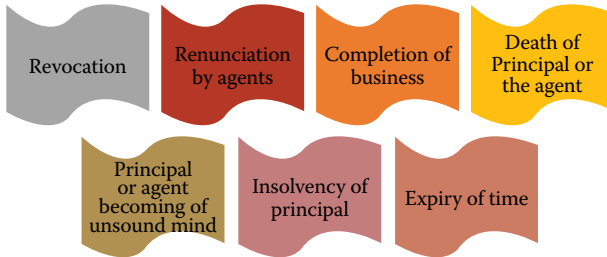 Revocation
Renunciation
by agents
Completion of
business
Death of
Principal or
the agent
Principal
or agent
becoming of
unsound mind
Insolvency of
principal
Expiry of time